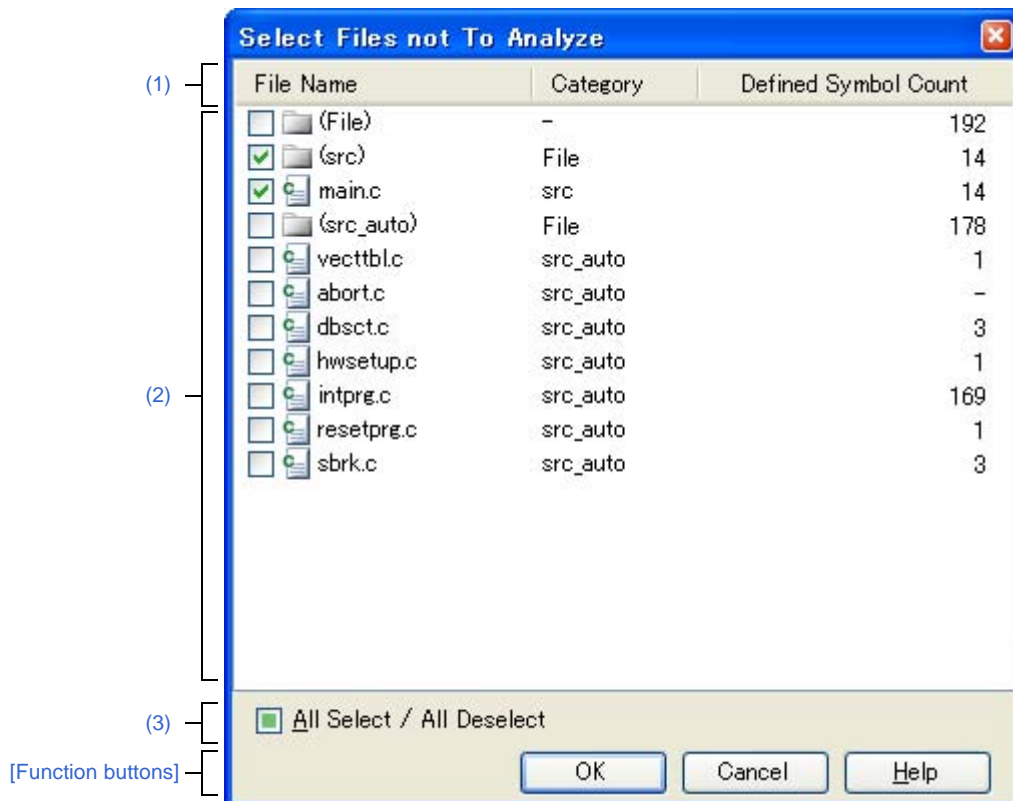 Select Files not To Analyze
(1)
File Name Category Defined Symbol Count
(File) - 192
(src) File 14
main.c src 14
(src_auto) File 178
vecttbl.c src_auto 1
abort.c src_auto -
dbsct.c src_auto 3
hwsetup.c src_auto 1
(2)
intprg.c src_auto 169
resetprg.c src_auto 1
sbrk.c src_auto 3
(3)
All Select / All Deselect
[Function buttons]
OK Cancel Help